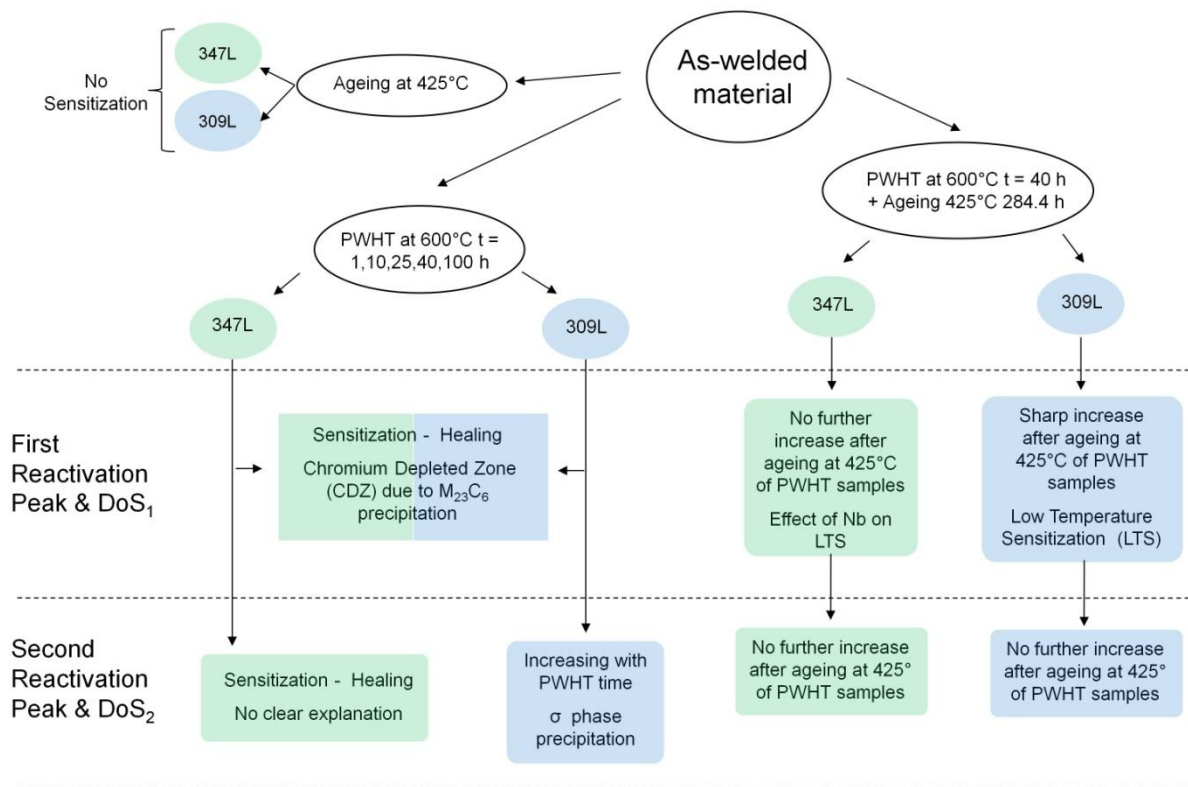 As-welded
material
347L
No
Sensitization
309L
Ageing at 425°C
PWHT at 600°C t = 40 h
+ Ageing 425°C 284.4 h
PWHT at 600°C t =
1,10,25,40,100 h
347L
309L
347L
309L
First
Reactivation
Peak & DoS₁
Sensitization - Healing
Chromium Depleted Zone
(CDZ) due to M₂₃C₆
precipitation
No further
increase after
ageing at 425°C
of PWHT samples
Effect of Nb on
LTS
Sharp increase
after ageing at
425°C of PWHT
samples
Low Temperature
Sensitization (LTS)
Second
Reactivation
Peak & DoS₂
Sensitization - Healing
No clear explanation
Increasing with
PWHT time
σ phase
precipitation
No further increase
after ageing at 425°
of PWHT samples
No further increase
after ageing at 425°
of PWHT samples